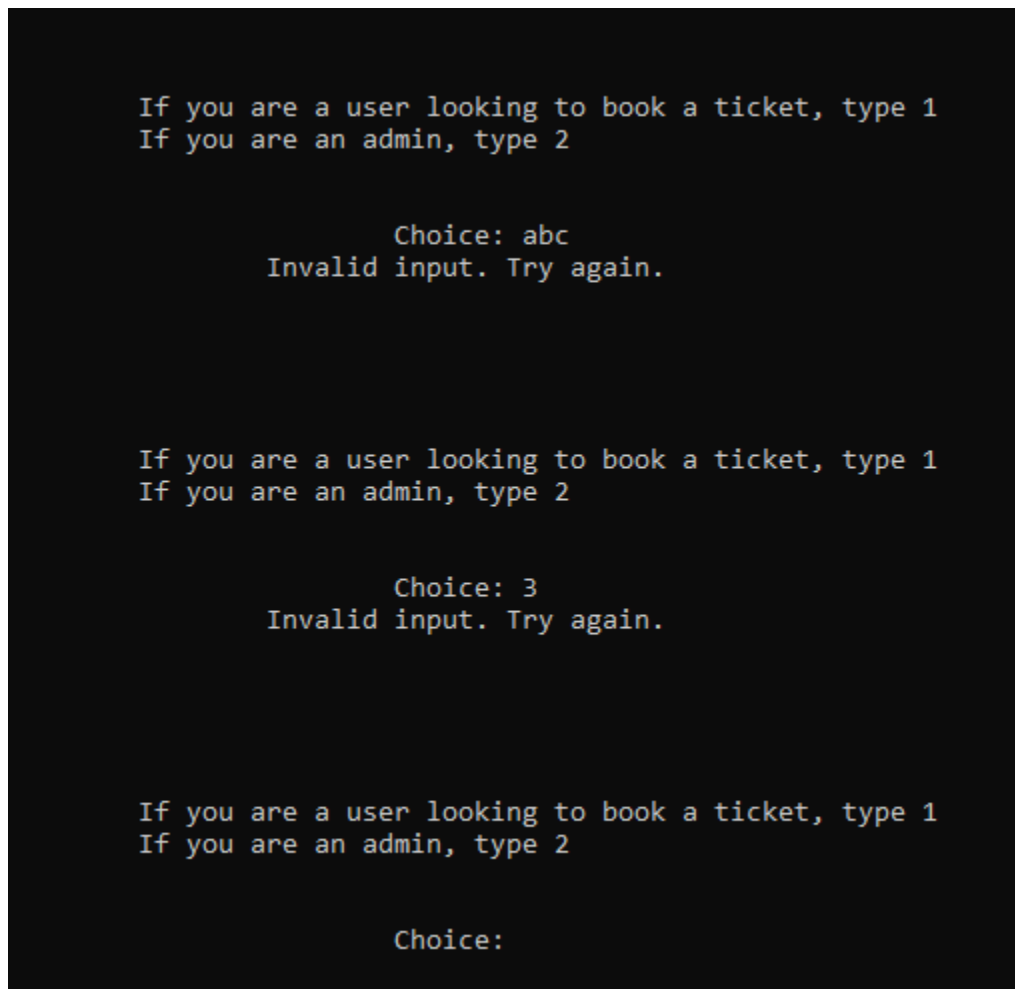 If you are a user looking to book a ticket, type 1
If you are an admin, type 2
Choice: abc
Invalid input. Try again.
If you are a user looking to book a ticket, type 1
If you are an admin, type 2
Choice: 3
Invalid input. Try again.
If you are a user looking to book a ticket, type 1
If you are an admin, type 2
Choice: